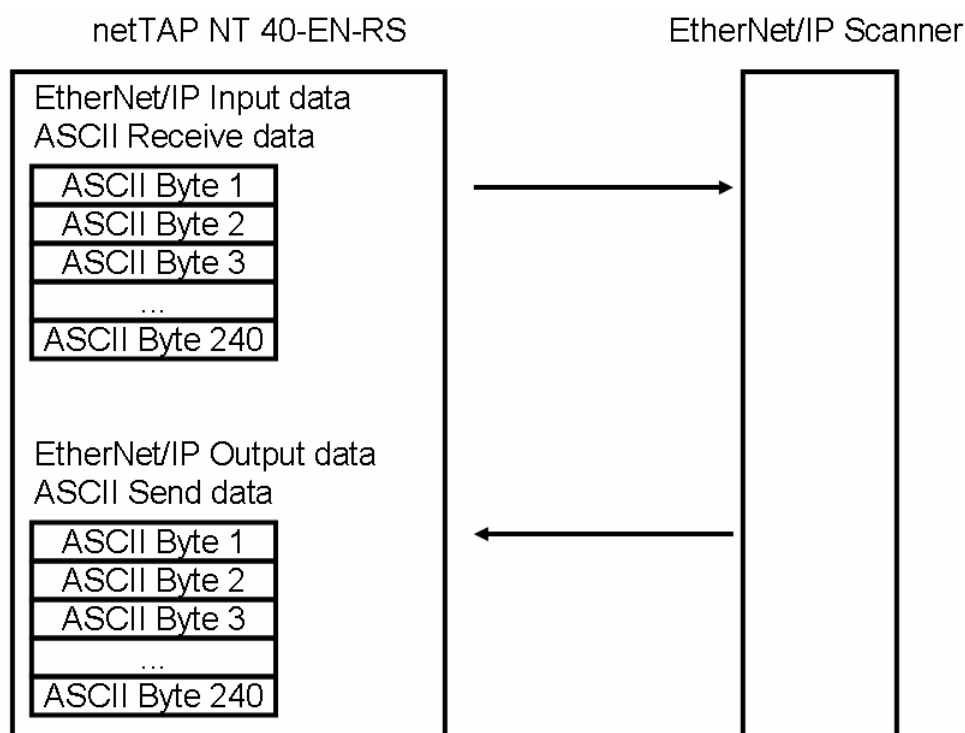 netTAP NT 40-EN-RS
EtherNet/IP Scanner
EtherNet/IP Input data
ASCII Receive data
ASCII Byte 1
ASCII Byte 2
ASCII Byte 3
...
ASCII Byte 240
EtherNet/IP Output data
ASCII Send data
ASCII Byte 1
ASCII Byte 2
ASCII Byte 3
...
ASCII Byte 240